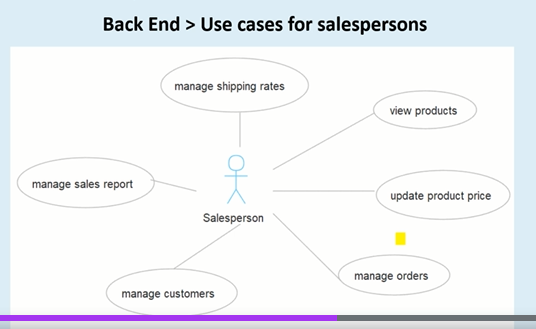 Back End > Use cases for salespersons
manage shipping rates
view products
manage sales report
update product price
Salesperson
manage orders
manage customers